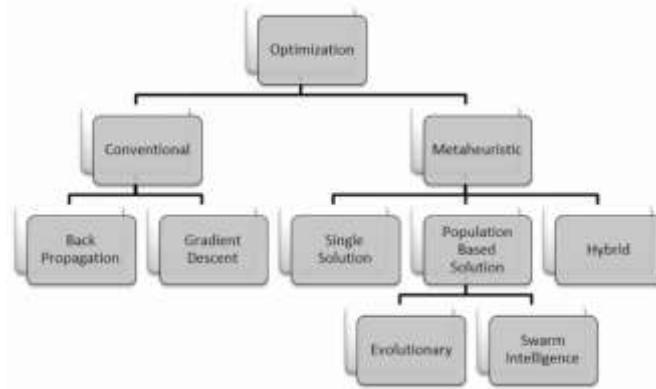 Optimization
Conventional
Metaheuristic
Back
Propagation
Gradient
Descent
Single
Solution
Population
Based
Solution
Hybrid
Evolutionary
Swarm
Intelligence